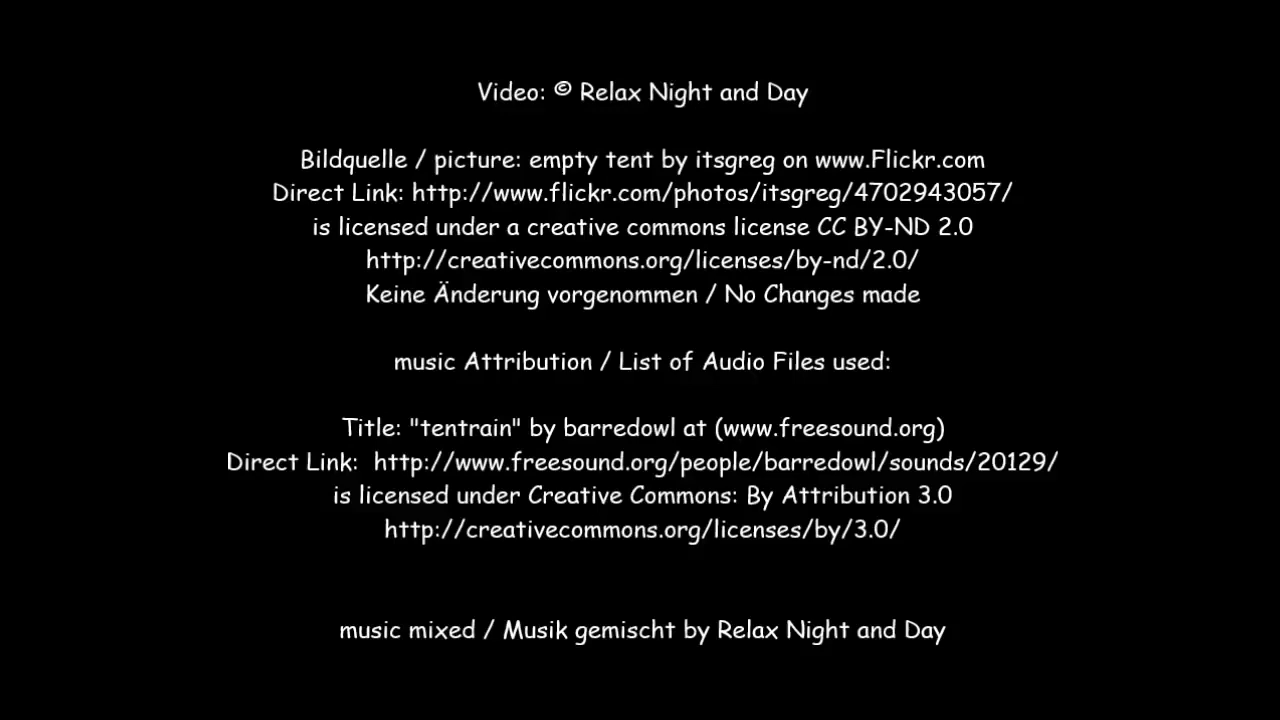 Video: © Relax Night and Day
Bildquelle / picture: empty tent by itsgreg on www.Flickr.com
Direct Link: http://www.flickr.com/photos/itsgreg/4702943057/
is licensed under a creative commons license CC BY-ND 2.0
http://creativecommons.org/licenses/by-nd/2.0/
Keine Änderung vorgenommen / No Changes made
music Attribution / List of Audio Files used:
Title: "tentrain" by barredowl at (www.freesound.org)
Direct Link:  http://www.freesound.org/people/barredowl/sounds/20129/
is licensed under Creative Commons: By Attribution 3.0
http://creativecommons.org/licenses/by/3.0/
music mixed / Musik gemischt by Relax Night and Day